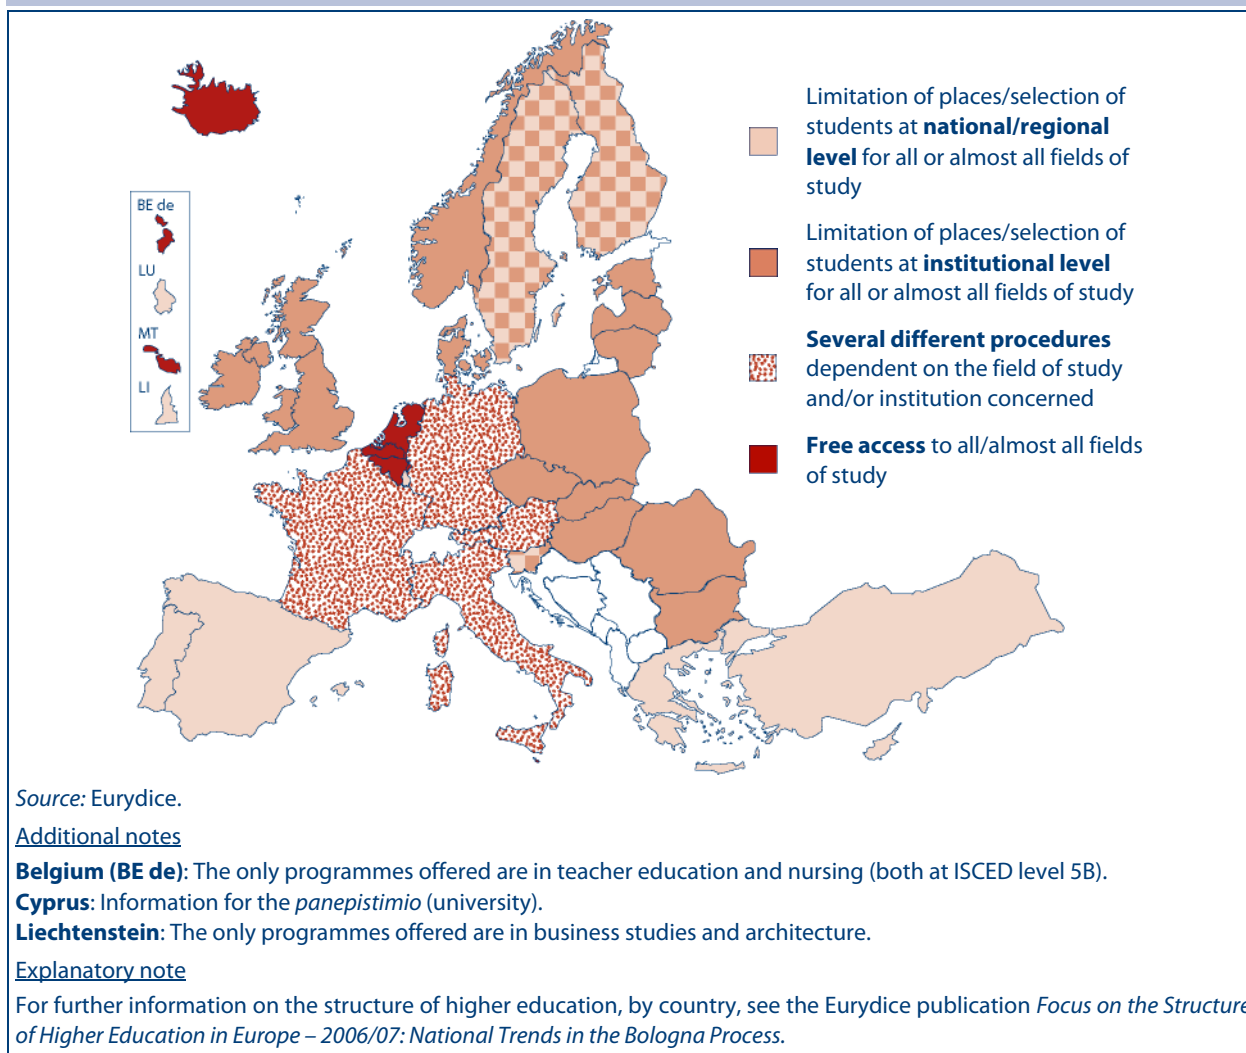 Limitation of places/selection of
students at national/regional
level for all or almost all fields of
study
BE de
LU
MT
LI
Limitation of places/selection of
students at institutional level
for all or almost all fields of study
Several different procedures
dependent on the field of study
and/or institution concerned
Free access to all/almost all fields
of study
Source: Eurydice.
Additional notes
Belgium (BE de): The only programmes offered are in teacher education and nursing (both at ISCED level 5B).
Cyprus: Information for the panepistimio (university).
Liechtenstein: The only programmes offered are in business studies and architecture.
Explanatory note
For further information on the structure of higher education, by country, see the Eurydice publication Focus on the Structure
of Higher Education in Europe – 2006/07: National Trends in the Bologna Process.